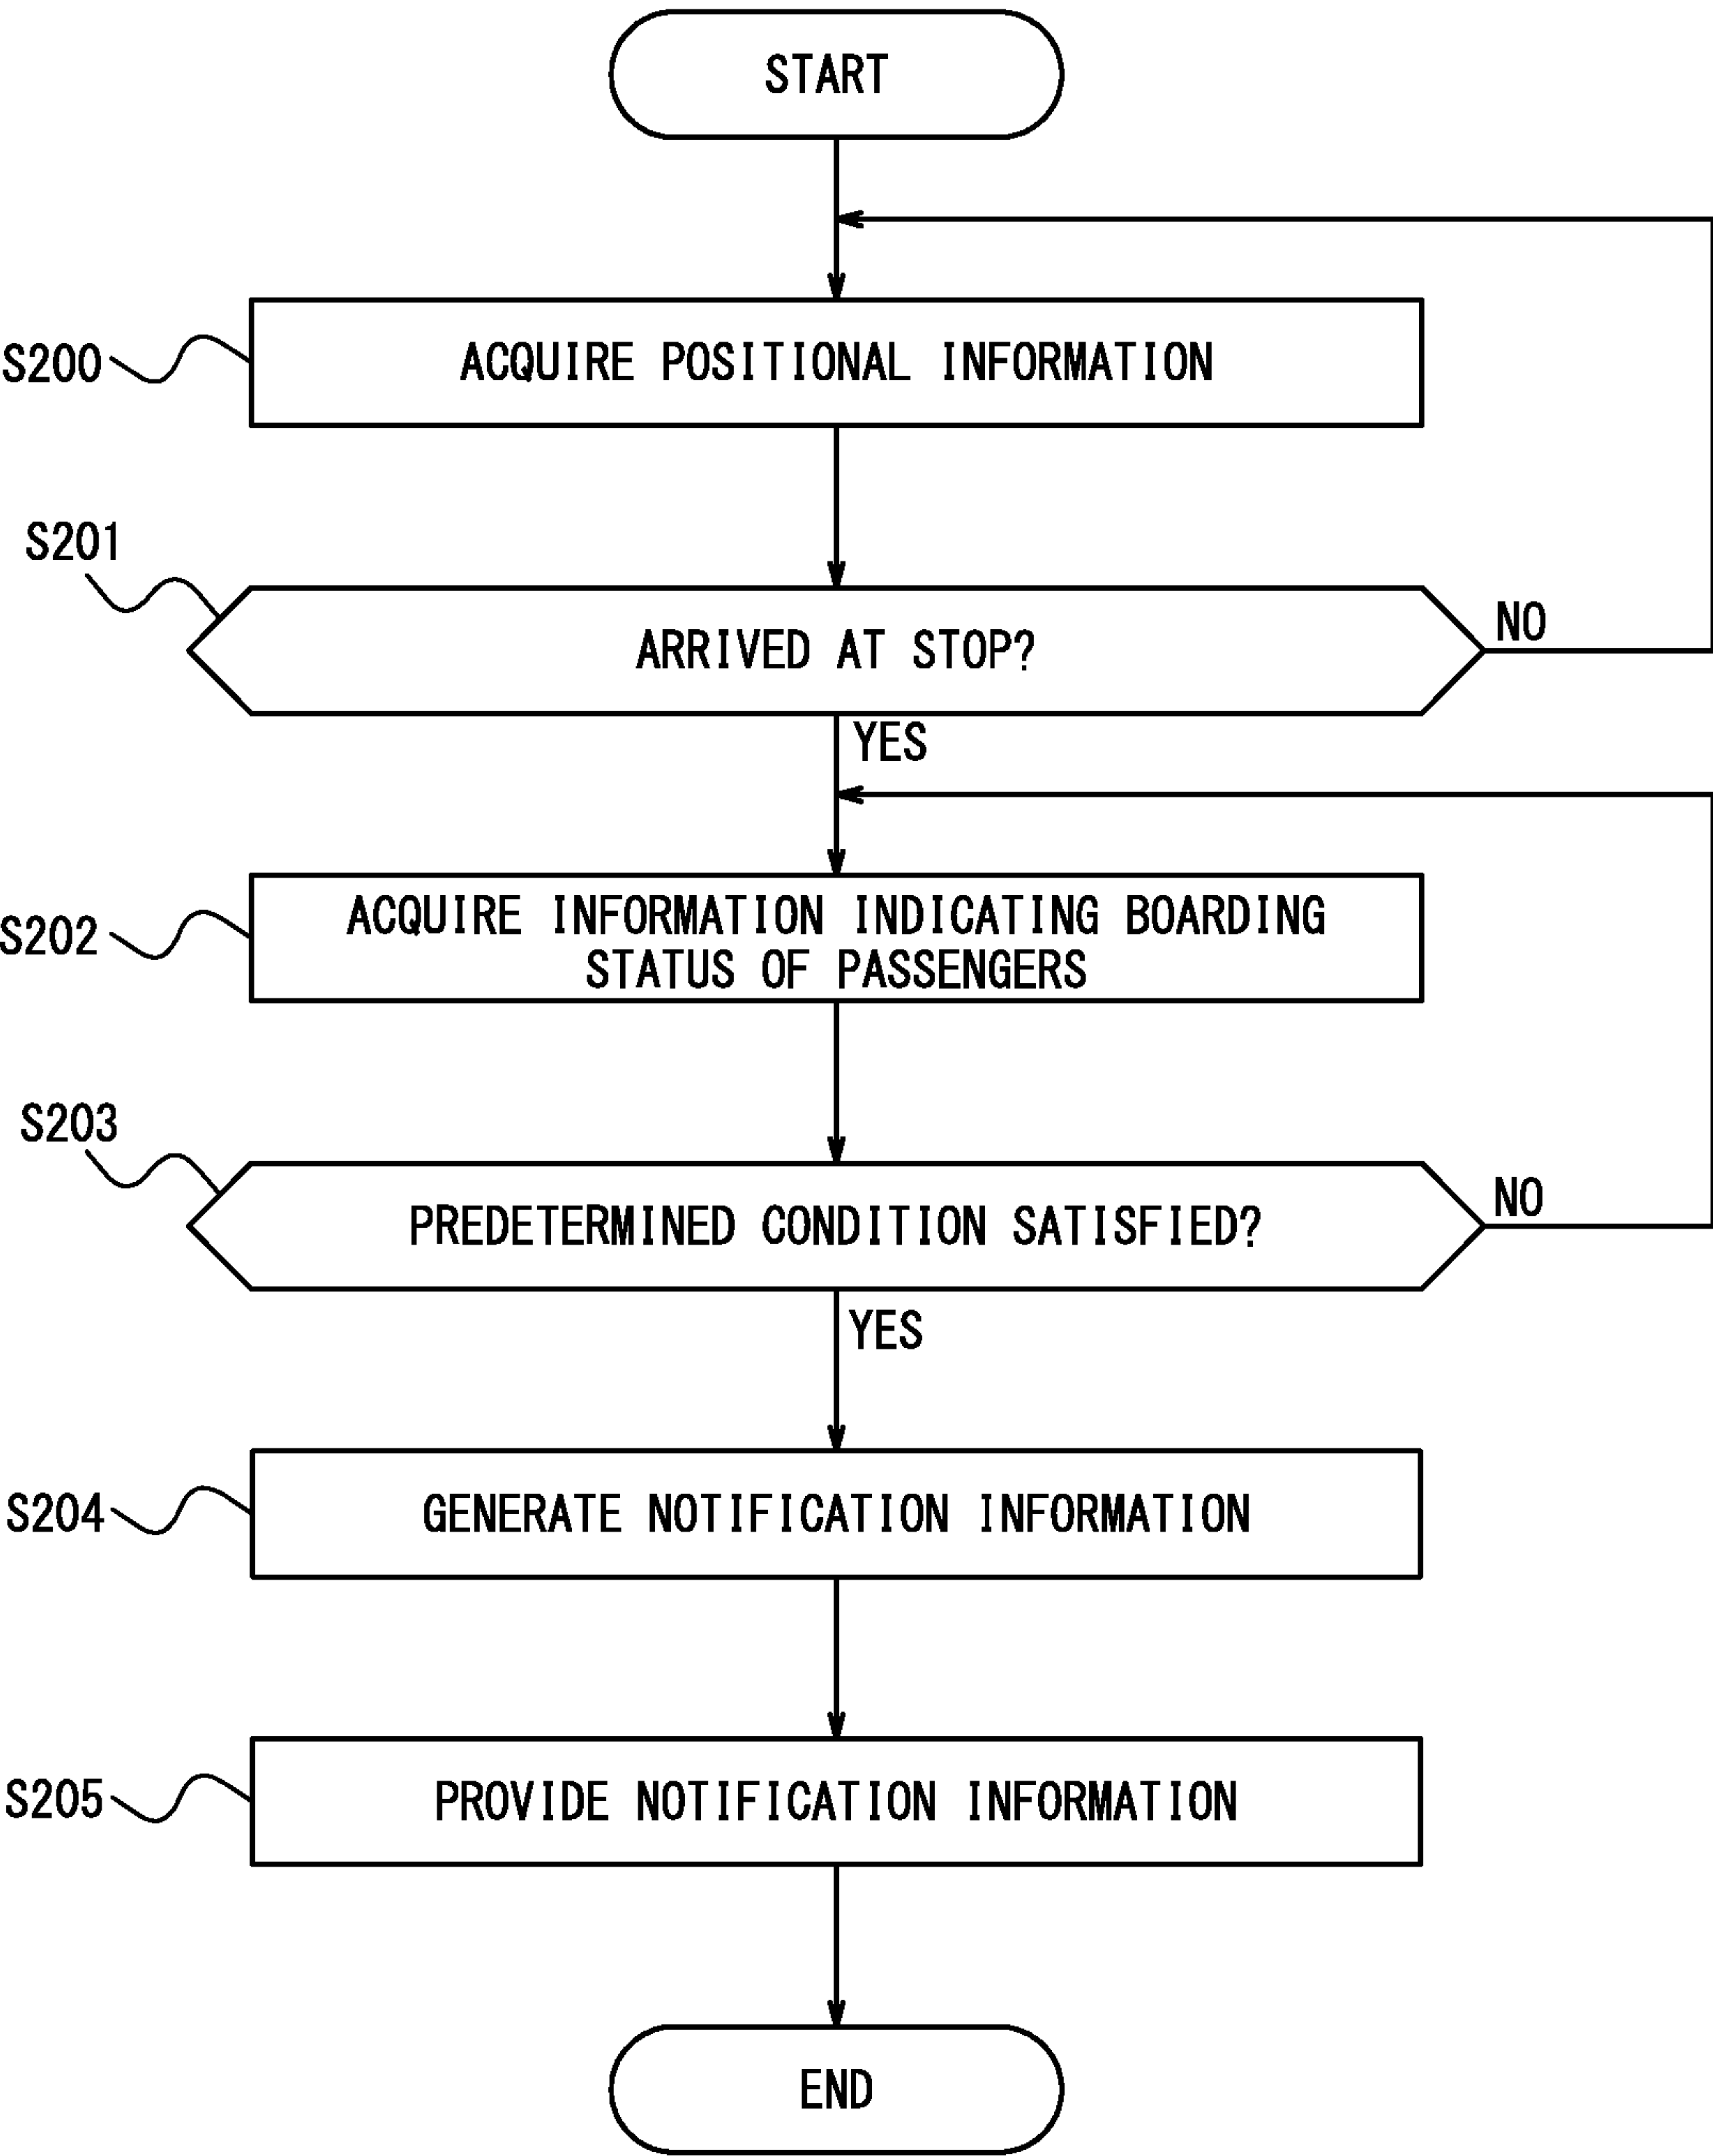 START
S200
ACQUIRE POSITIONAL INFORMATION
S201
ARRIVED AT STOP?
NO
YES
S202
ACQUIRE INFORMATION INDICATING BOARDING
STATUS OF PASSENGERS
S203
PREDETERMINED CONDITION SATISFIED?
NO
YES
S204
GENERATE NOTIFICATION INFORMATION
S205
PROVIDE NOTIFICATION INFORMATION
END